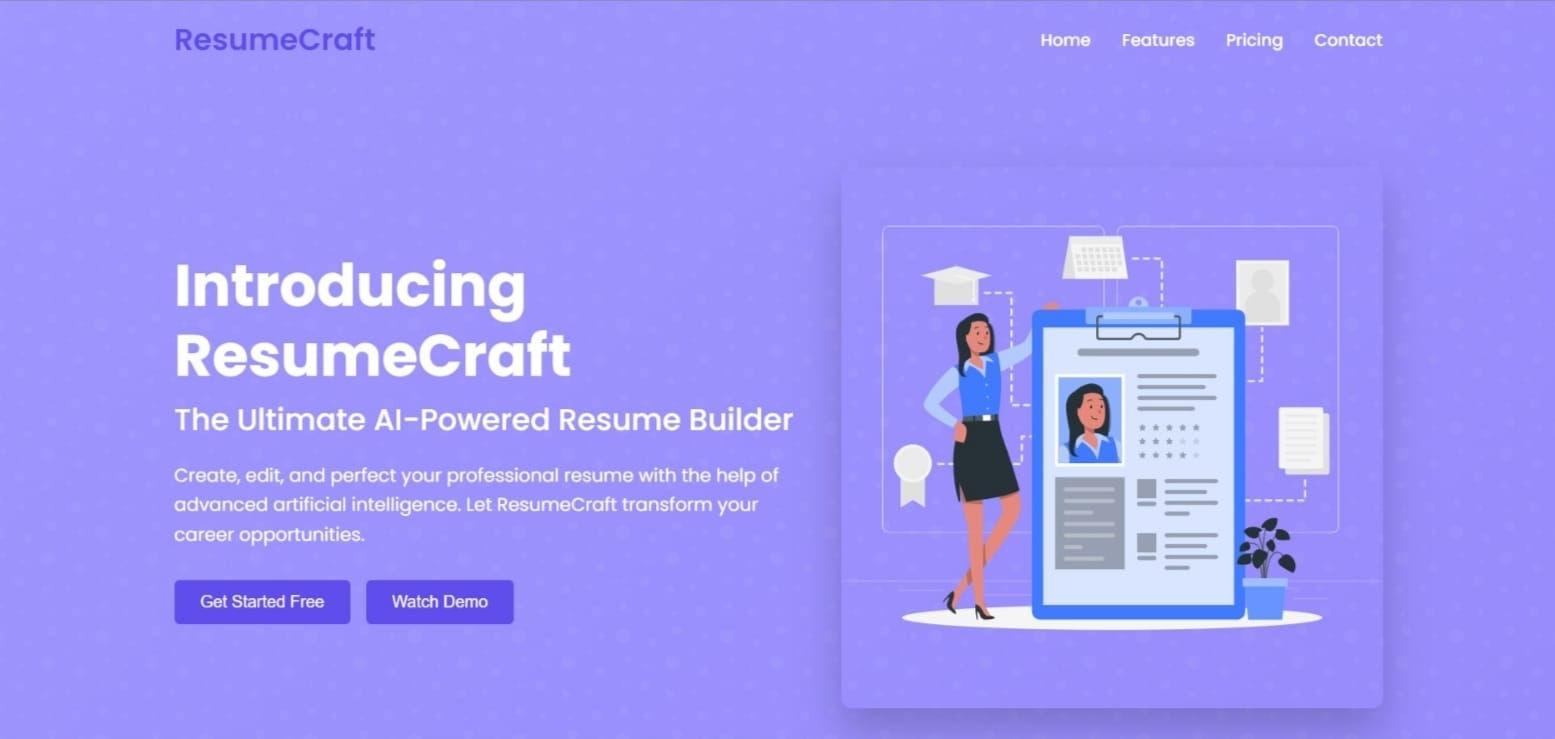 ResumeCraft
Home Features Pricing Contact
Introducing
ResumeCraft
The Ultimate AI-Powered Resume Builder
Create, edit, and perfect your professional resume with the help of
advanced artificial intelligence. Let ResumeCraft transform your
career opportunities.
Get Started Free Watch Demo